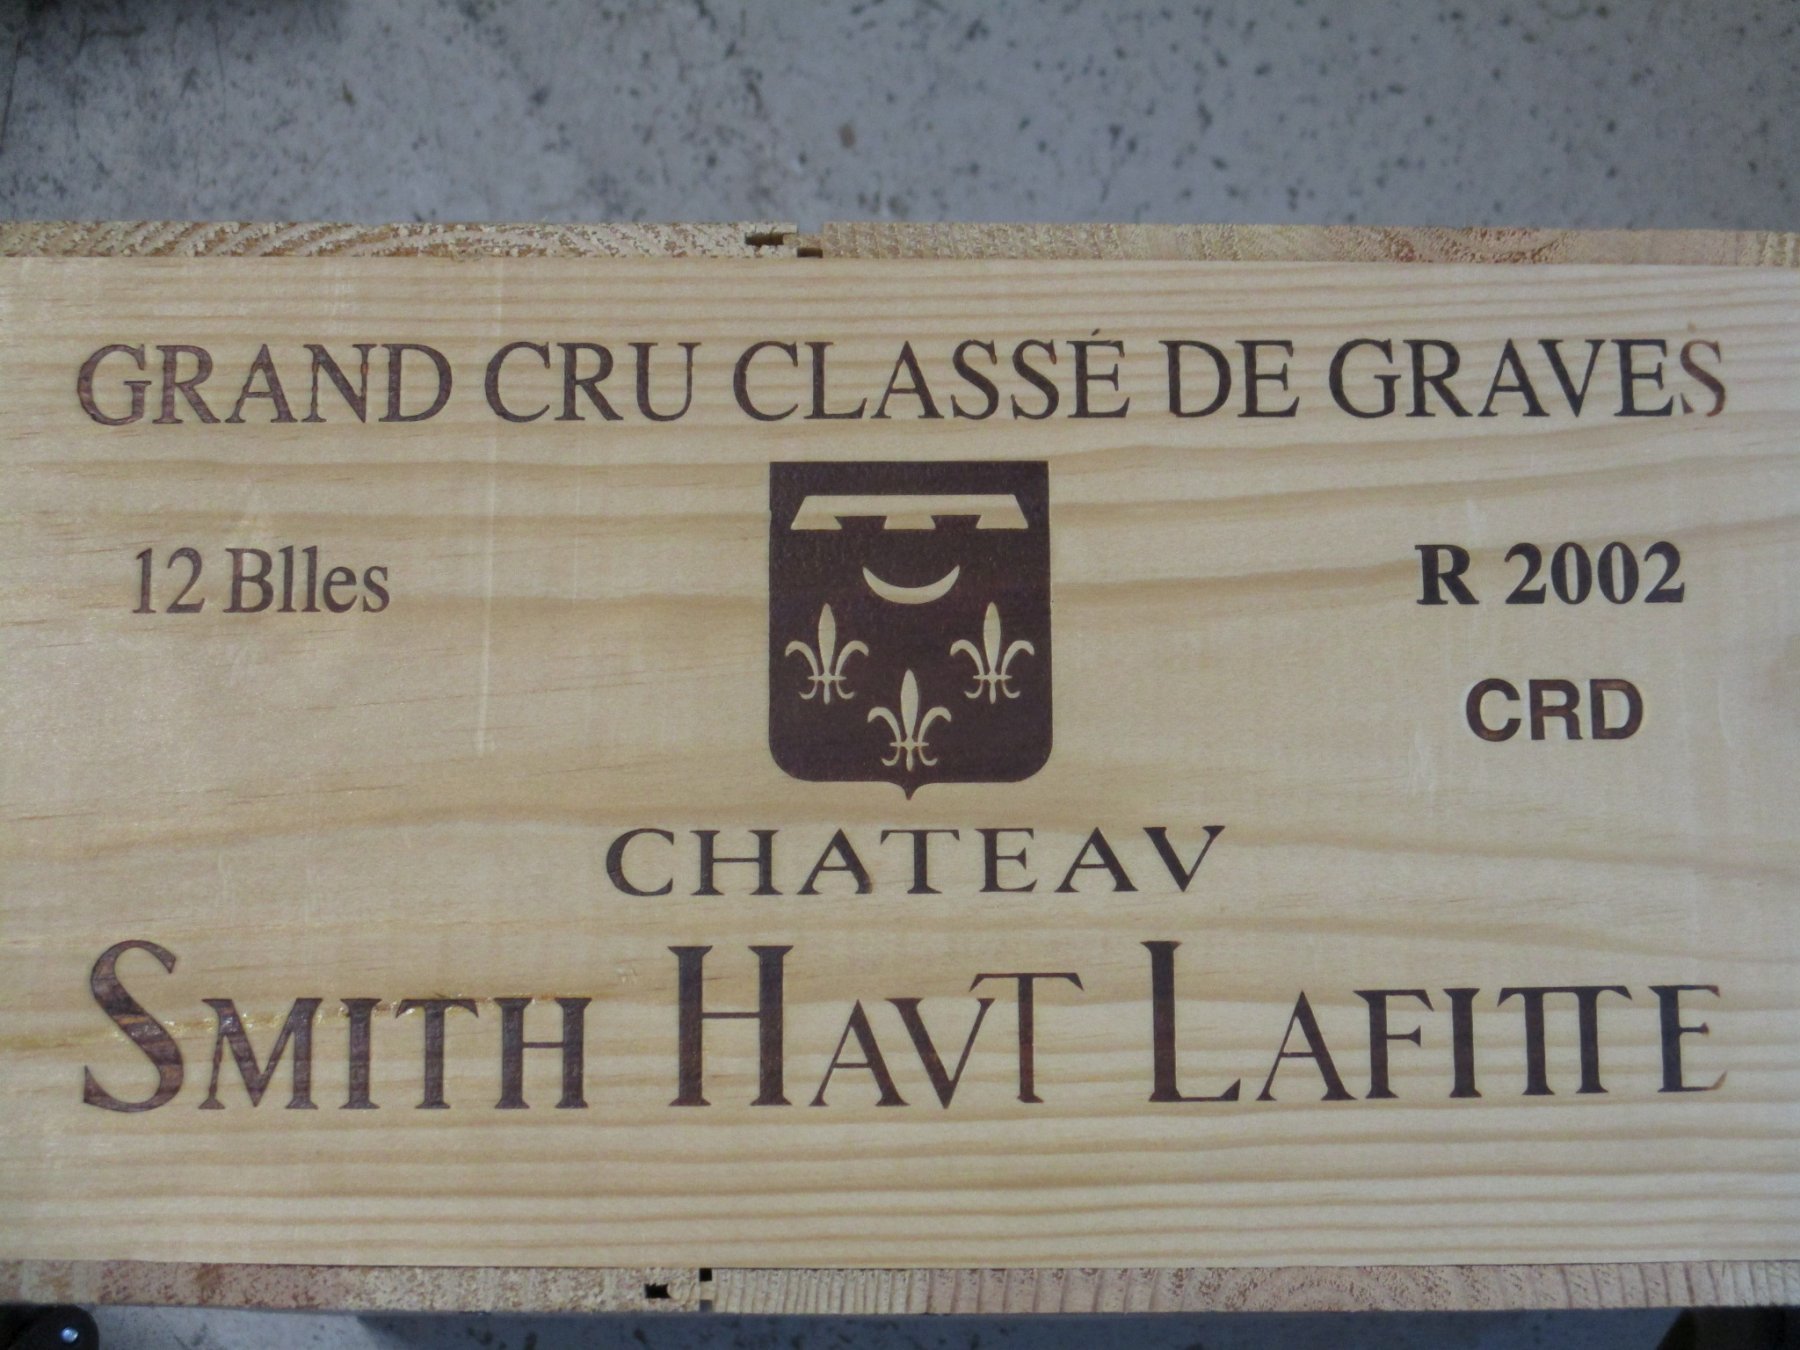 GRAND CRU CLASSÉ DE GRAVES
12 Blles
R 2002
CRD
CHATEAV
SMITH HAVT LAFITTE